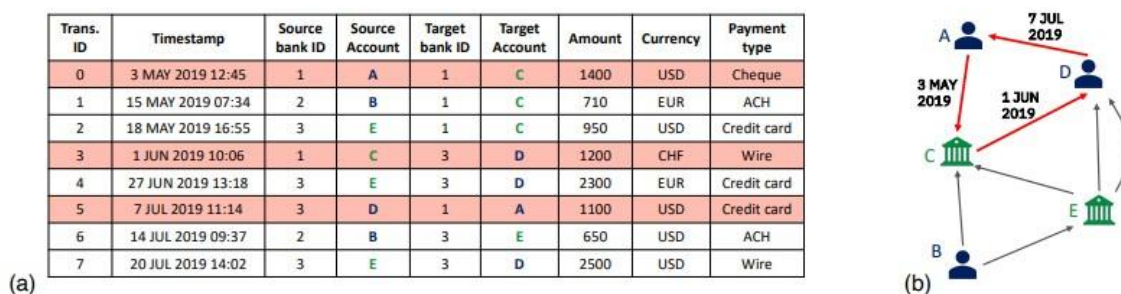 Trans. ID Timestamp Source bank ID Source Account Target bank ID Target Account Amount Currency Payment type
0 3 MAY 2019 12:45 1 A 1 C 1400 USD Cheque
1 15 MAY 2019 07:34 2 B 1 C 710 EUR ACH
2 18 MAY 2019 16:55 3 E 1 C 950 USD Credit card
3 1 JUN 2019 10:06 1 C 3 D 1200 CHF Wire
4 27 JUN 2019 13:18 3 E 3 D 2300 EUR Credit card
5 7 JUL 2019 11:14 3 D 1 A 1100 USD Credit card
6 14 JUL 2019 09:37 2 B 3 E 650 USD ACH
7 20 JUL 2019 14:02 3 E 3 D 2500 USD Wire
(a)
7 JUL
2019
A
D
3 MAY
2019
1 JUN
2019
C
E
B
(b)